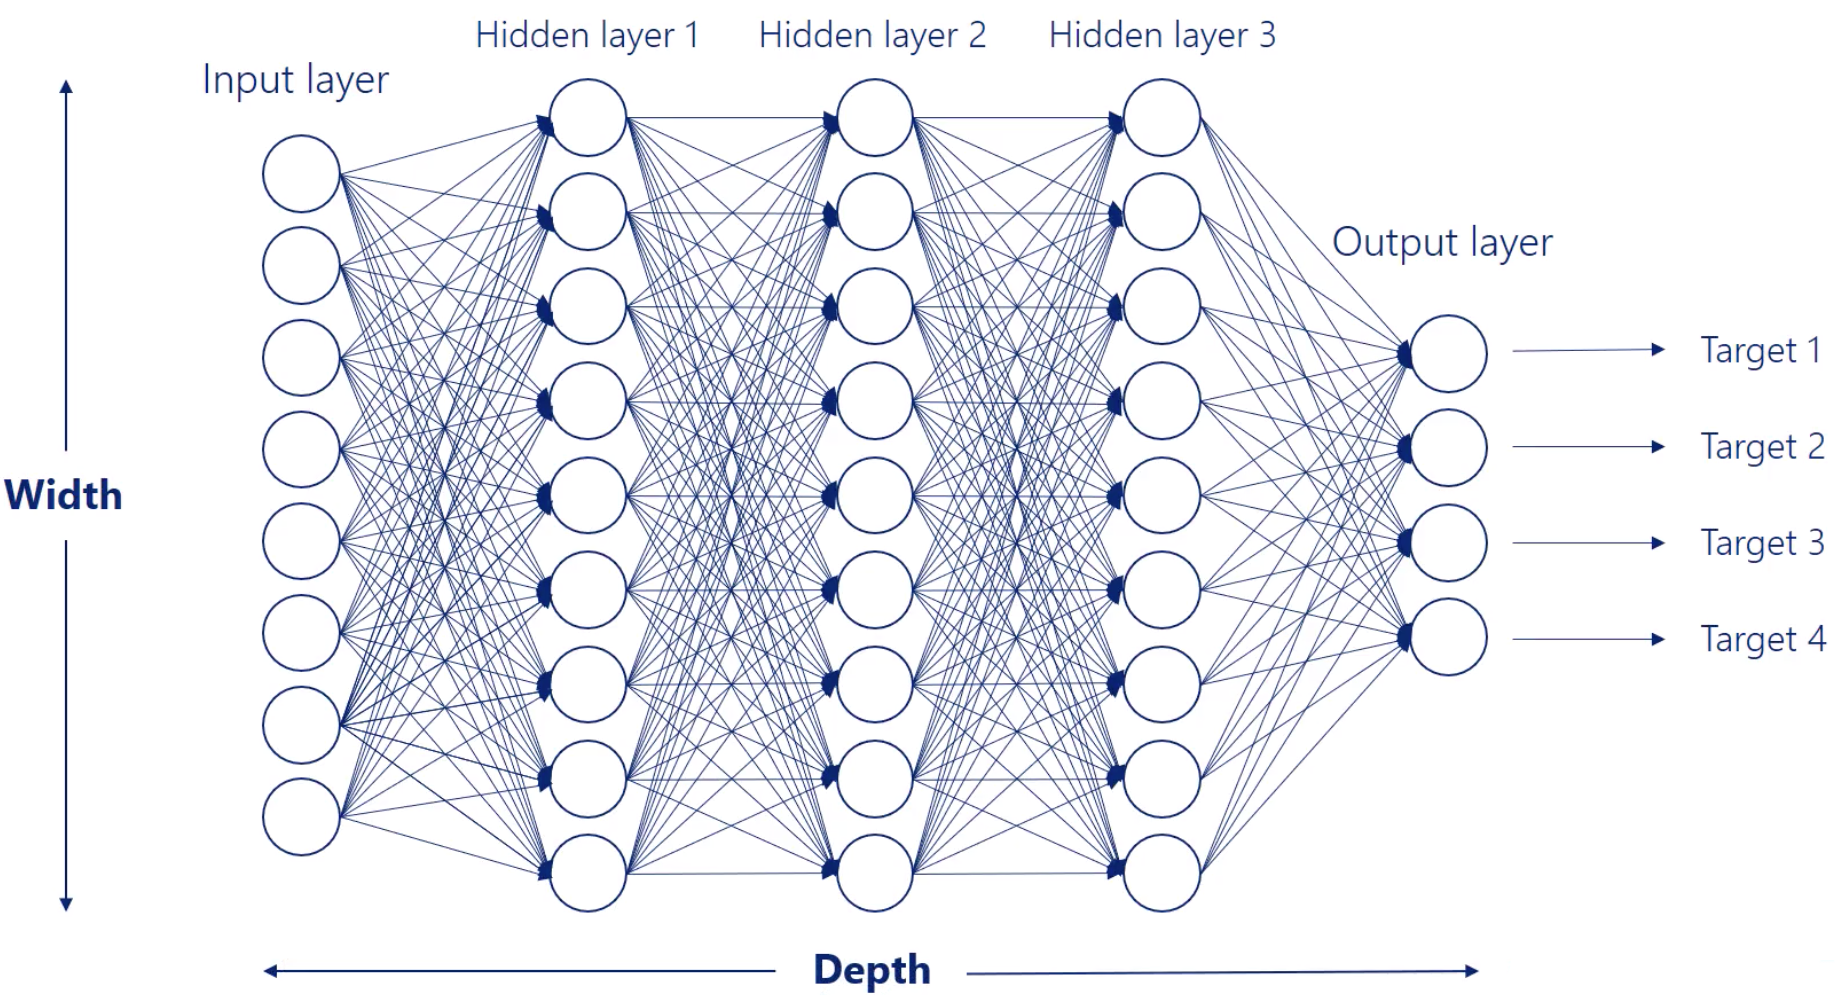 Hidden layer 1
Hidden layer 2
Hidden layer 3
Input layer
Output layer
Target 1
Target 2
Width
Target 3
Target 4
Depth